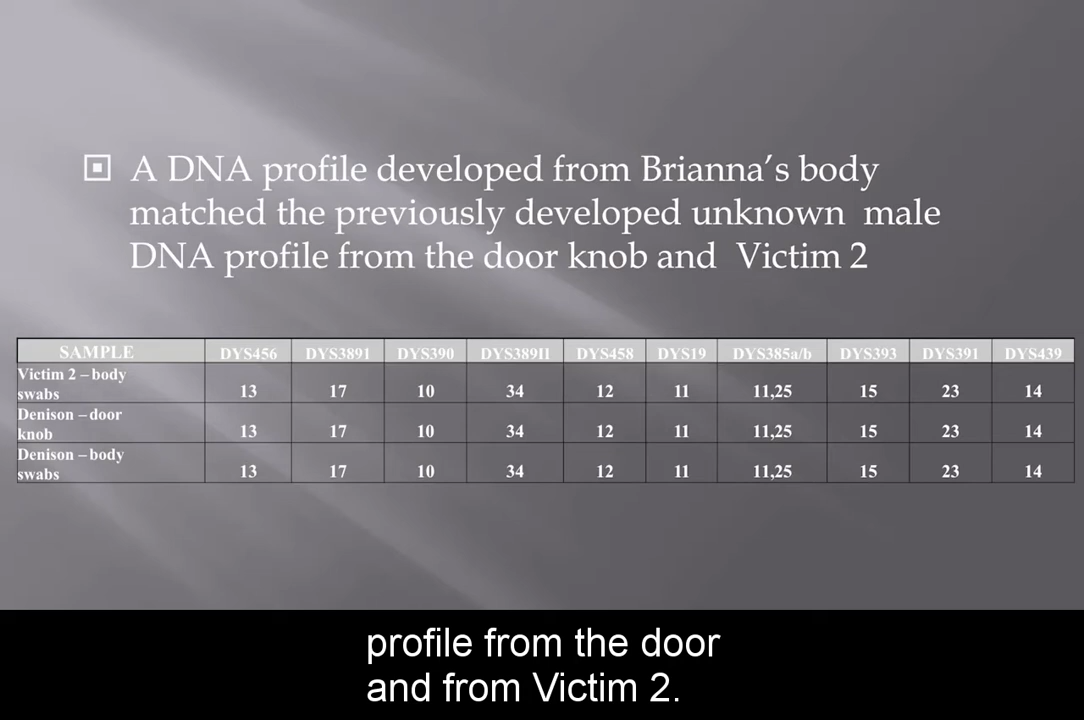 A DNA profile developed from Brianna's body
matched the previously developed unknown male
DNA profile from the door knob and Victim 2
SAMPLE DYS456 DYS3891 DYS390 DYS389II DYS458 DYS19 DYS385a/b DYS393 DYS391 DYS439
Victim 2 – body
swabs 13 17 10 34 12 11 11,25 15 23 14
Denison – door
knob 13 17 10 34 12 11 11,25 15 23 14
Denison – body
swabs 13 17 10 34 12 11 11,25 15 23 14
profile from the door
and from Victim 2.